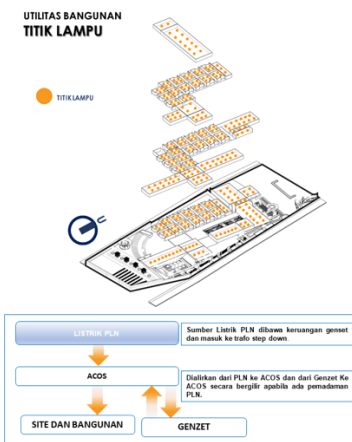 UTILITAS BANGUNAN
TITIK LAMPU
TITIK LAMPU
LISTRIK PLN
Sumber Listrik PLN dibawa keruangan genset
dan masuk ke trafo step down
ACOS
Dialirkan dari PLN ke ACOS dan dari Genzet Ke
ACOS secara bergilir apabila ada pemadaman
PLN.
SITE DAN BANGUNAN
GENZET